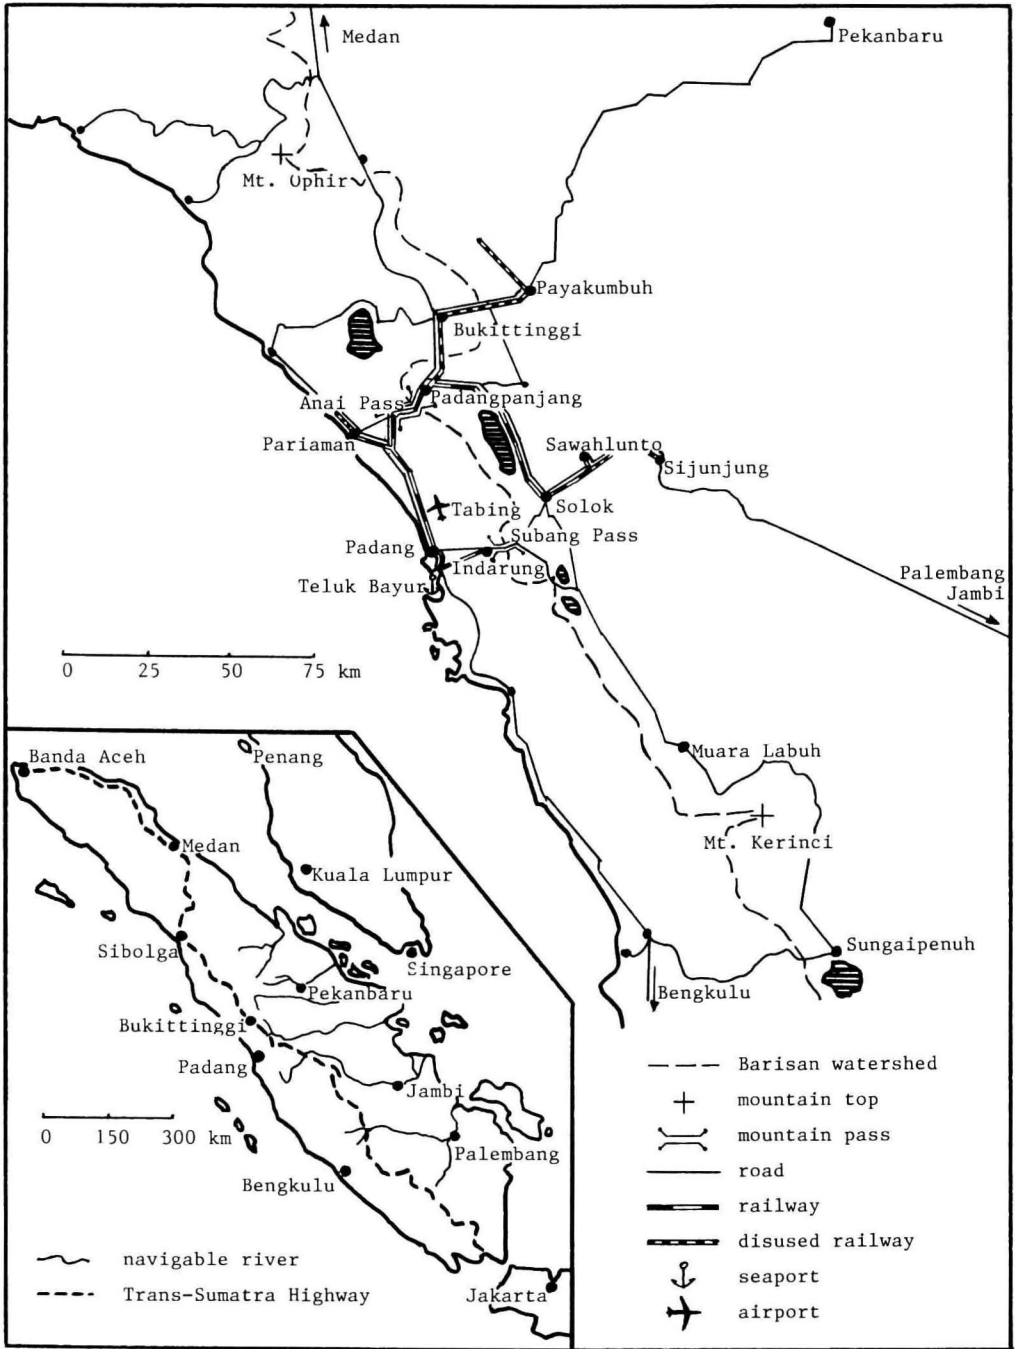 Medan
Pekanbaru
Mt. Ophir
Payakumbuh
Bukittinggi
Anai Pass
Padangpanjang
Pariaman
Sawahlunto
Sijunjung
Solok
Tabing
Subang Pass
Padang
Indarung
Teluk Bayur
Palembang
Jambi
0 25 50 75 km
Muara Labuh
Mt. Kerinci
Sungaipenuh
Bengkulu
Banda Aceh
Penang
Medan
Kuala Lumpur
Sibolga
Singapore
Pekanbaru
Bukittinggi
Padang
Jambi
0 150 300 km
Palembang
Bengkulu
navigable river
Trans-Sumatra Highway
Jakarta
Barisan watershed
mountain top
mountain pass
road
railway
disused railway
seaport
airport